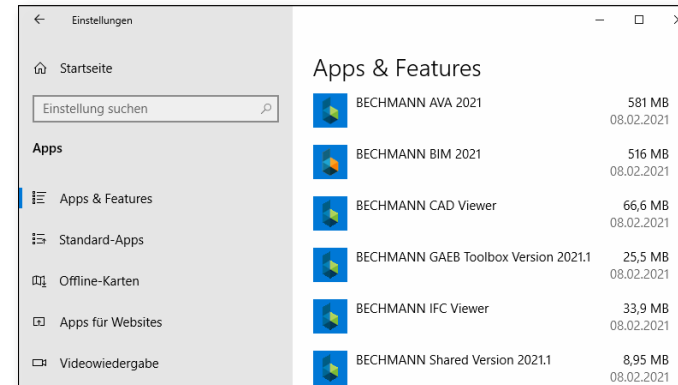 Einstellungen
Startseite
Einstellung suchen
Apps
Apps & Features
Standard-Apps
Offline-Karten
Apps für Websites
Videowiedergabe
Apps & Features
BECHMANN AVA 2021 581 MB
08.02.2021
BECHMANN BIM 2021 516 MB
08.02.2021
BECHMANN CAD Viewer 66,6 MB
08.02.2021
BECHMANN GAEB Toolbox Version 2021.1 25,5 MB
08.02.2021
BECHMANN IFC Viewer 33,9 MB
08.02.2021
BECHMANN Shared Version 2021.1 8,95 MB
08.02.2021